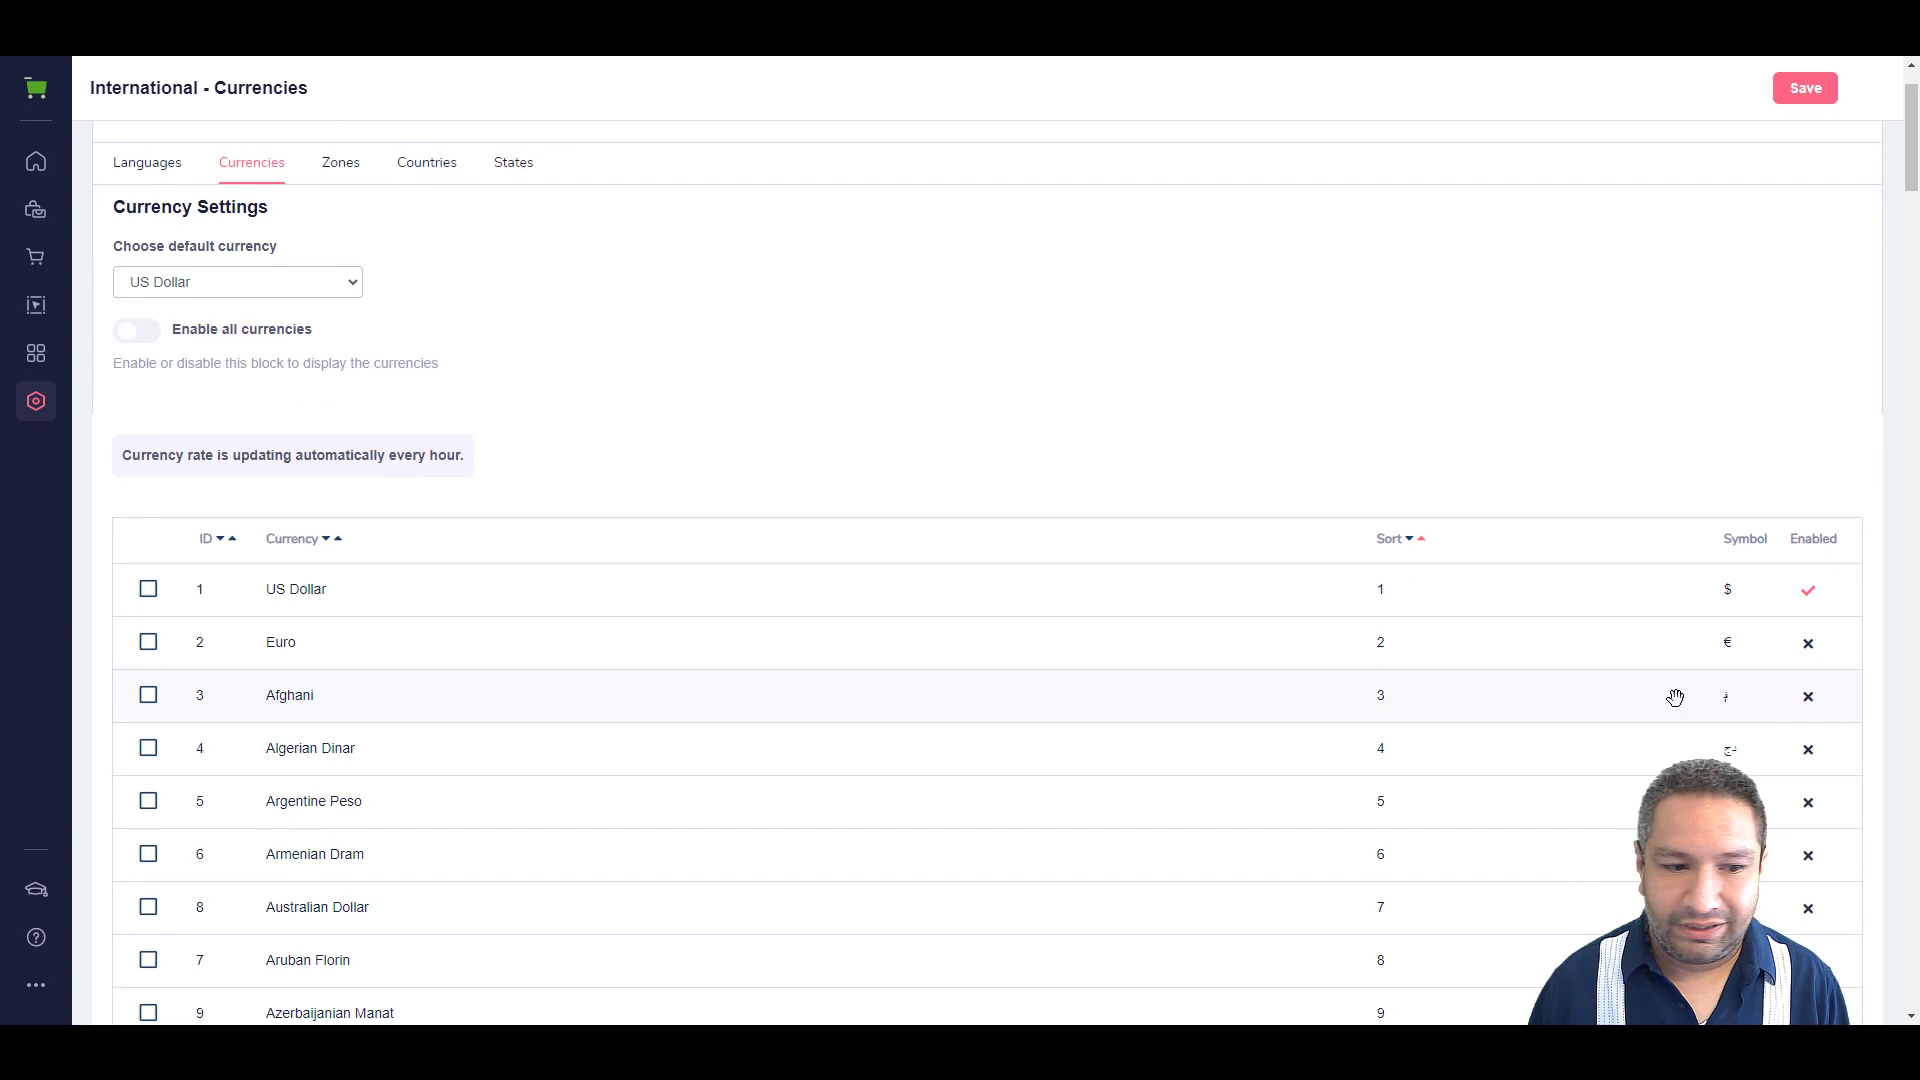 International - Currencies
Save
Languages Currencies Zones Countries States
Currency Settings
Choose default currency
US Dollar
Enable all currencies
Enable or disable this block to display the currencies
Currency rate is updating automatically every hour.
ID Currency Sort Symbol Enabled
1 US Dollar 1 $
2 Euro 2 €
3 Afghani 3 ؋
4 Algerian Dinar 4 دج
5 Argentine Peso 5
6 Armenian Dram 6
8 Australian Dollar 7
7 Aruban Florin 8
9 Azerbaijanian Manat 9